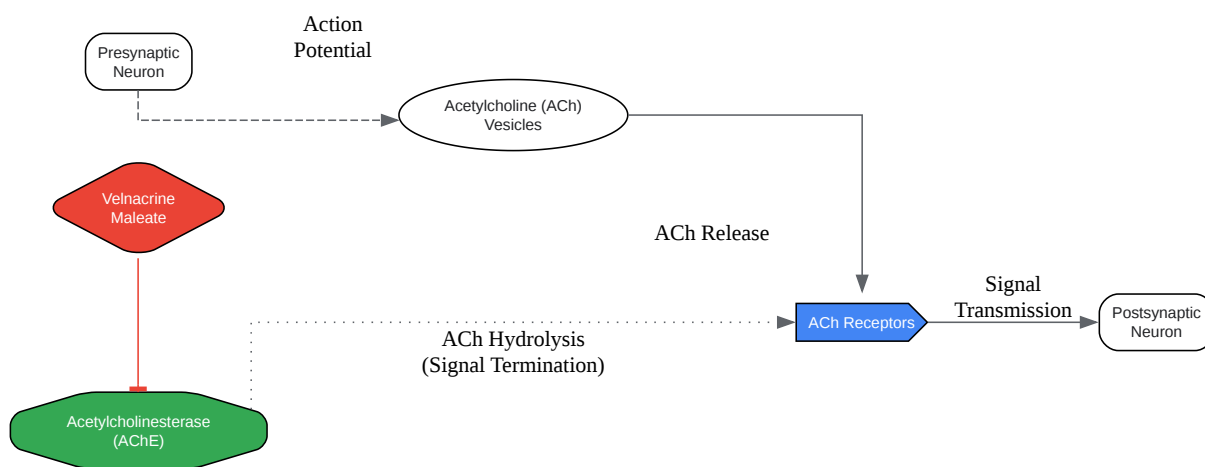 Action
Potential
Presynaptic
Neuron
Acetylcholine (ACh)
Vesicles
Velnacrine
Maleate
ACh Release
Signal
Transmission
ACh Receptors
Postsynaptic
Neuron
ACh Hydrolysis
(Signal Termination)
Acetylcholinesterase
(AChE)